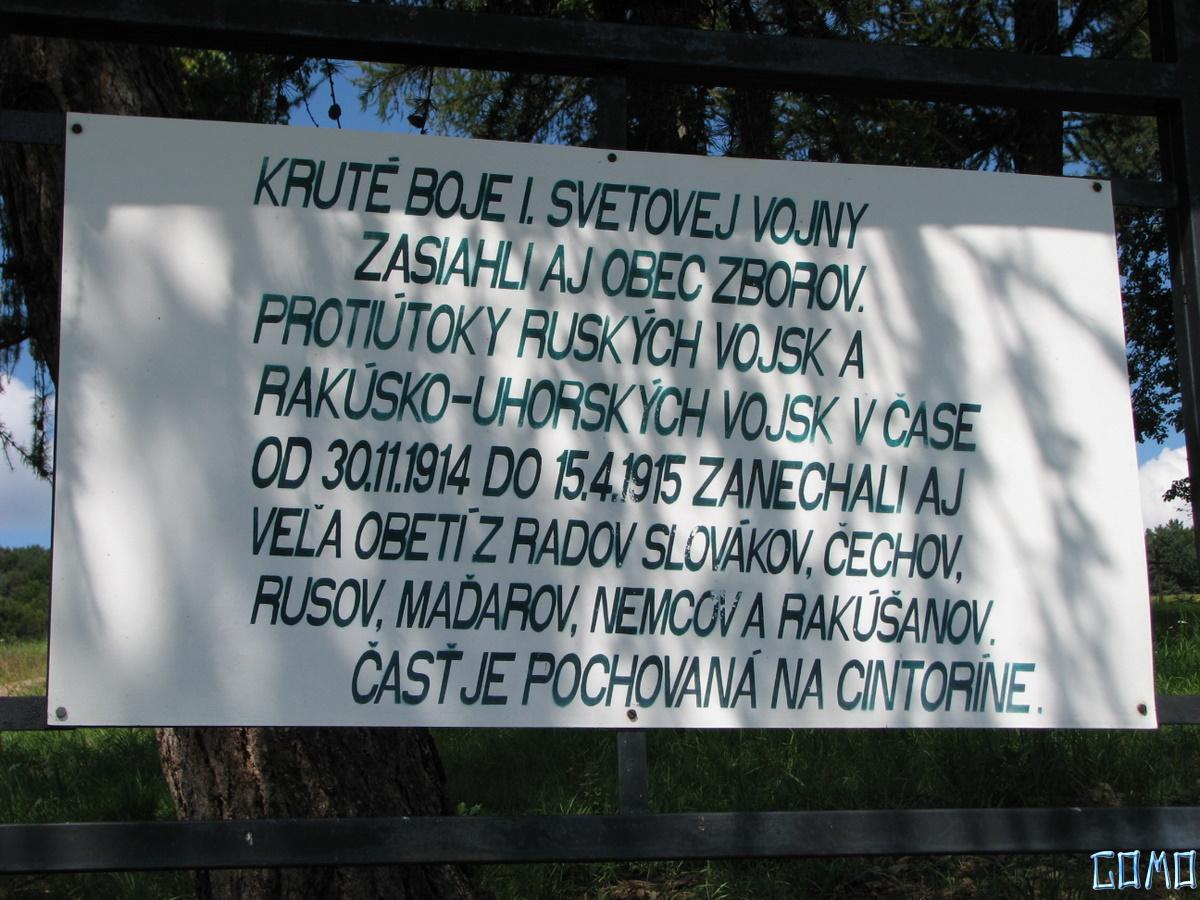 KRUTÉ BOJE I. SVETOVEJ VOJNY
ZASIAHLI AJ OBEC ZBOROV.
PROTIÚTOKY RUSKÝCH VOJSK A
RAKÚSKO-UHORSKÝCH VOJSK V ČASE
OD 30.11.1914 DO 15.4.1915 ZANECHALI AJ
VEĽA OBETÍ Z RADOV SLOVÁKOV, ČECHOV,
RUSOV, MAĎAROV, NEMCOV A RAKÚŠANOV.
ČASŤ JE POCHOVANÁ NA CINTORÍNE.
COMO